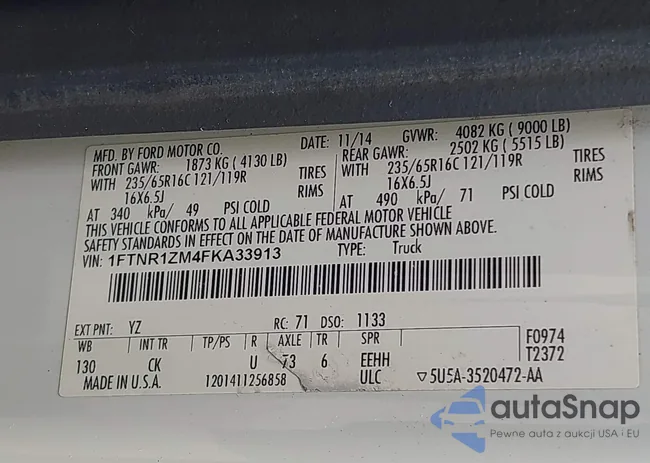 MFD. BY FORD MOTOR CO.
DATE: 11/14 GVWR: 4082 KG ( 9000 LB)
FRONT GAWR: 1873 KG ( 4130 LB)
REAR GAWR: 2502 KG ( 5515 LB)
WITH 235/65R16C 121/119R TIRES
WITH 235/65R16C 121/119R TIRES
16X6.5J RIMS
16X6.5J RIMS
AT 340 kPa/ 49 PSI COLD
AT 490 kPa/ 71 PSI COLD
THIS VEHICLE CONFORMS TO ALL APPLICABLE FEDERAL MOTOR VEHICLE
SAFETY STANDARDS IN EFFECT ON THE DATE OF MANUFACTURE SHOWN ABOVE.
VIN: 1FTNR1ZM4FKA33913 TYPE: Truck
EXT PNT: YZ RC: 71 DSO: 1133
WB INT TR TP/PS R AXLE TR SPR
F0974
T2372
130 CK U 73 6 EEHH
MADE IN U.S.A. 1201411256858 ULC ▽5U5A-3520472-AA
autaSnap
Pewne auta z aukcji USA i EU